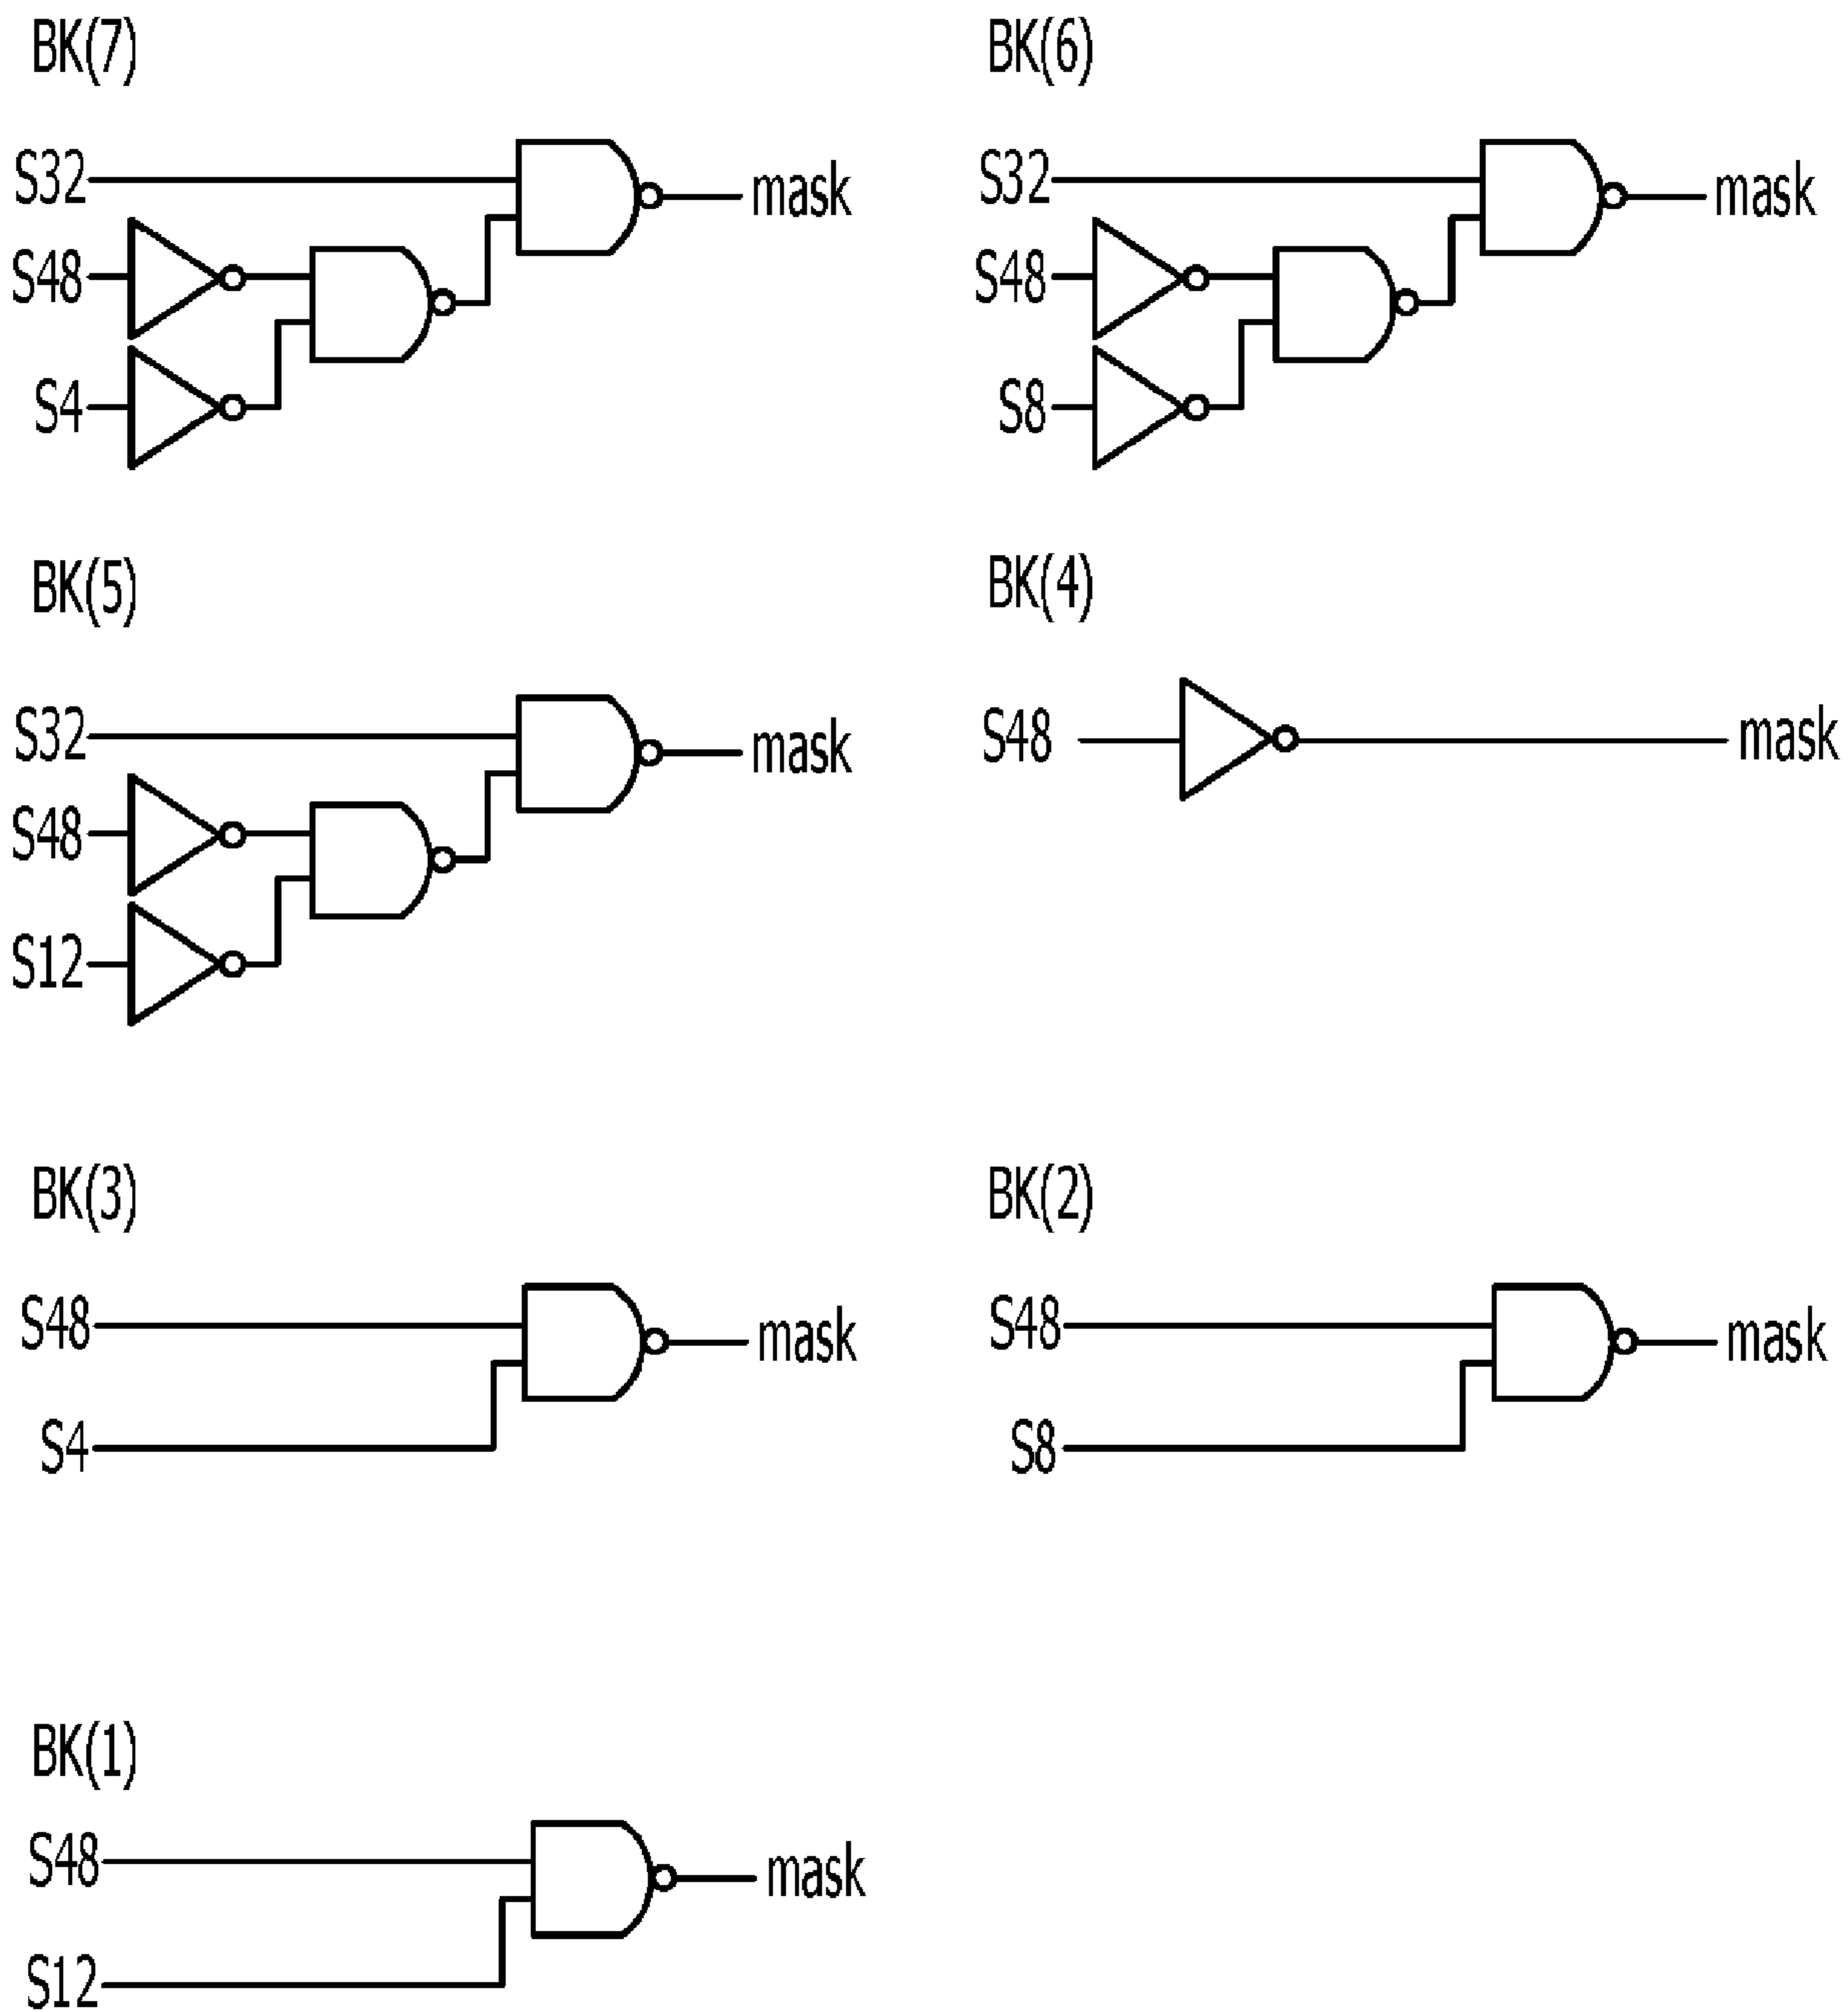 BK(7)
S32
mask
S48
S4
BK(6)
S32
mask
S48
S8
BK(5)
S32
mask
S48
S12
BK(4)
S48
mask
BK(3)
S48
mask
S4
BK(2)
S48
mask
S8
BK(1)
S48
mask
S12